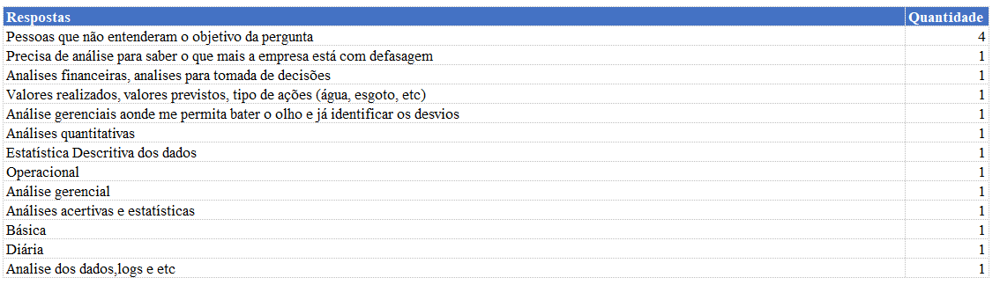 Respostas Quantidade
Pessoas que não entenderam o objetivo da pergunta 4
Precisa de análise para saber o que mais a empresa está com defasagem 1
Analises financeiras, analises para tomada de decisões 1
Valores realizados, valores previstos, tipo de ações (água, esgoto, etc) 1
Análise gerenciais aonde me permita bater o olho e já identificar os desvios 1
Análises quantitativas 1
Estatística Descritiva dos dados 1
Operacional 1
Análise gerencial 1
Análises acertivas e estatísticas 1
Básica 1
Diária 1
Analise dos dados,logs e etc 1